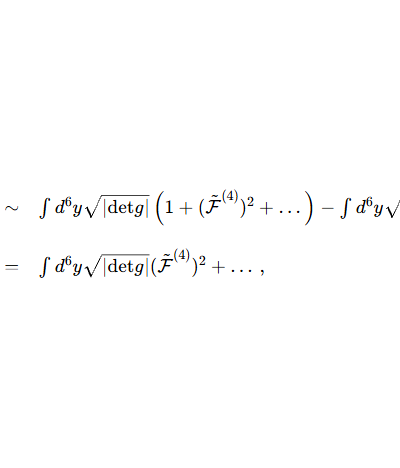 ∼ ∫ d⁶y√|detg| (1 + (𝓕̃⁽⁴⁾)² + …) − ∫ d⁶y√
= ∫ d⁶y√|detg| (𝓕̃⁽⁴⁾)² + … ,